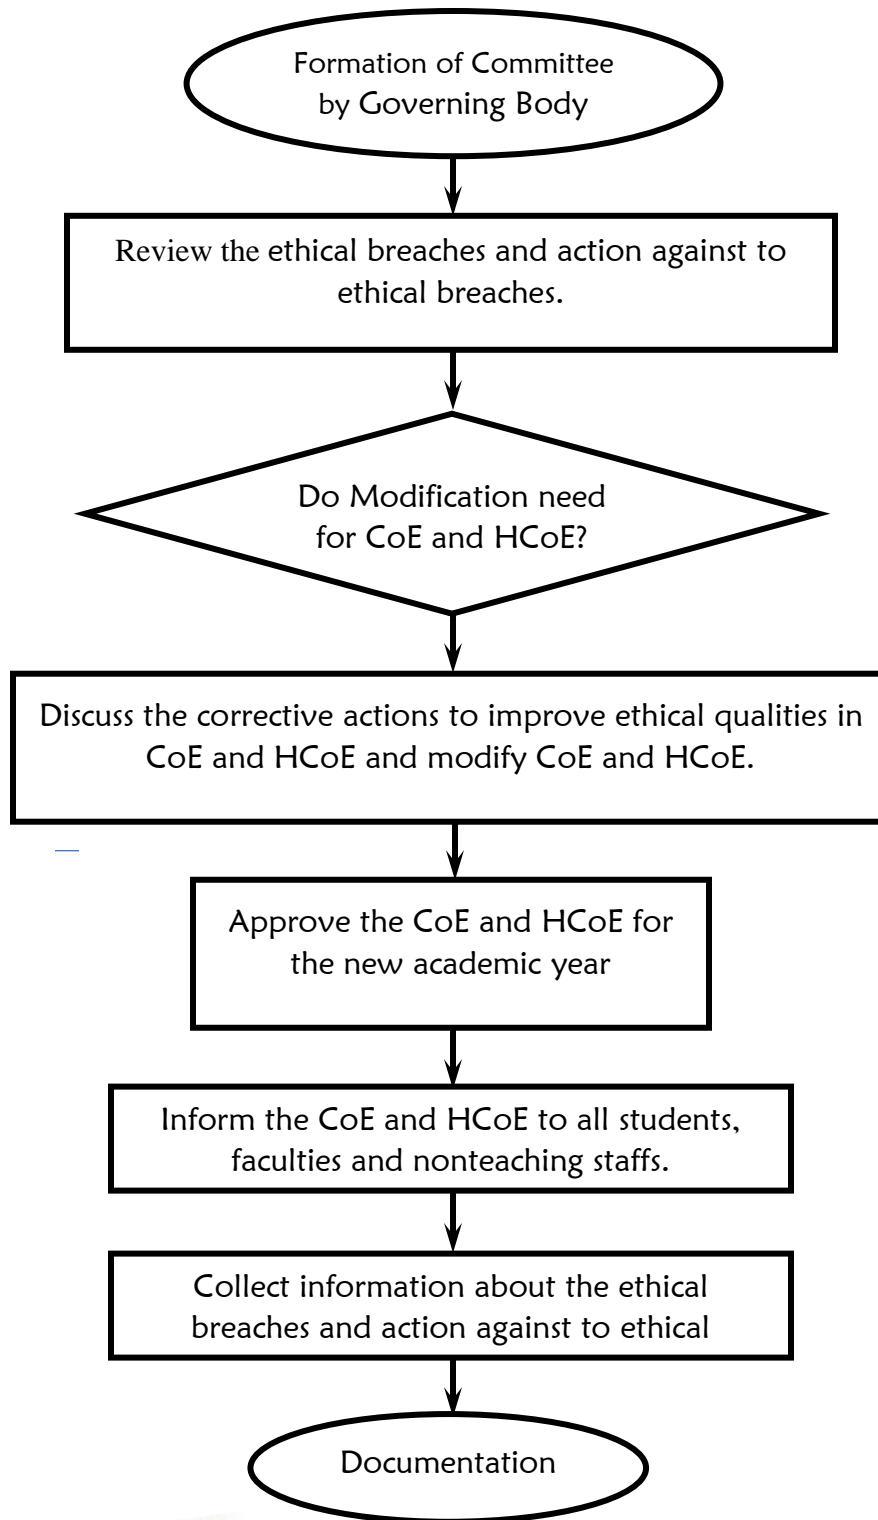 Formation of Committee
by Governing Body
Review the ethical breaches and action against to
ethical breaches.
Do Modification need
for CoE and HCoE?
Discuss the corrective actions to improve ethical qualities in
CoE and HCoE and modify CoE and HCoE.
Approve the CoE and HCoE for
the new academic year
Inform the CoE and HCoE to all students,
faculties and nonteaching staffs.
Collect information about the ethical
breaches and action against to ethical
Documentation